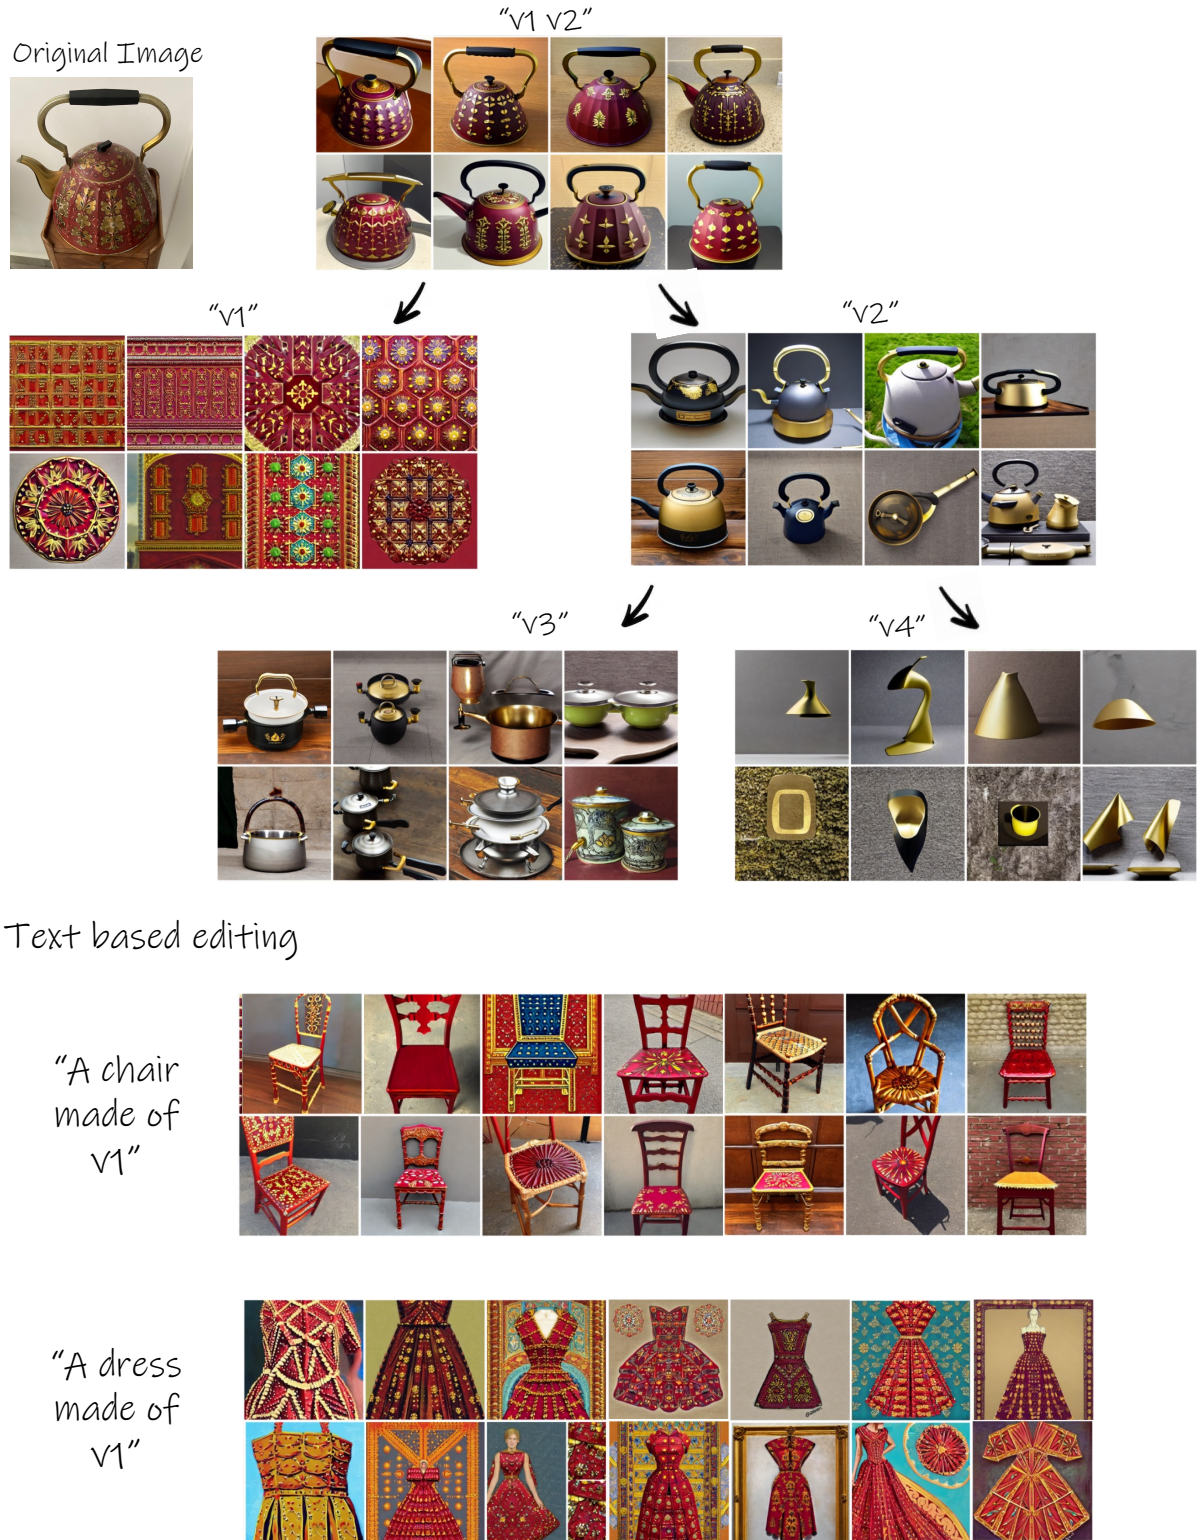 "v1 v2"
Original Image
"v1"
"v2"
"v3"
"v4"
Text based editing
"A chair
made of
v1"
"A dress
made of
v1"